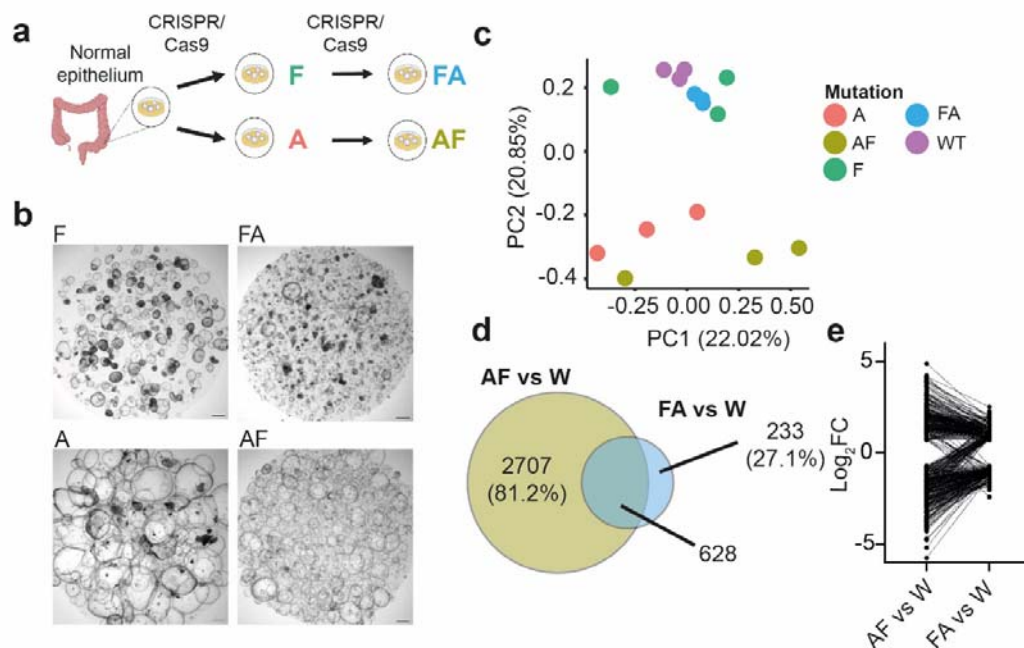 a
Normal
epithelium
CRISPR/
Cas9
CRISPR/
Cas9
F
FA
A
AF
b
F
FA
A
AF
c
PC2 (20.85%)
0.2
0.0
-0.2
-0.4
-0.25
0.00
0.25
0.50
PC1 (22.02%)
Mutation
A
AF
F
FA
WT
d
AF vs W
FA vs W
2707
(81.2%)
233
(27.1%)
628
e
Log2FC
5
0
-5
AF vs W
FA vs W